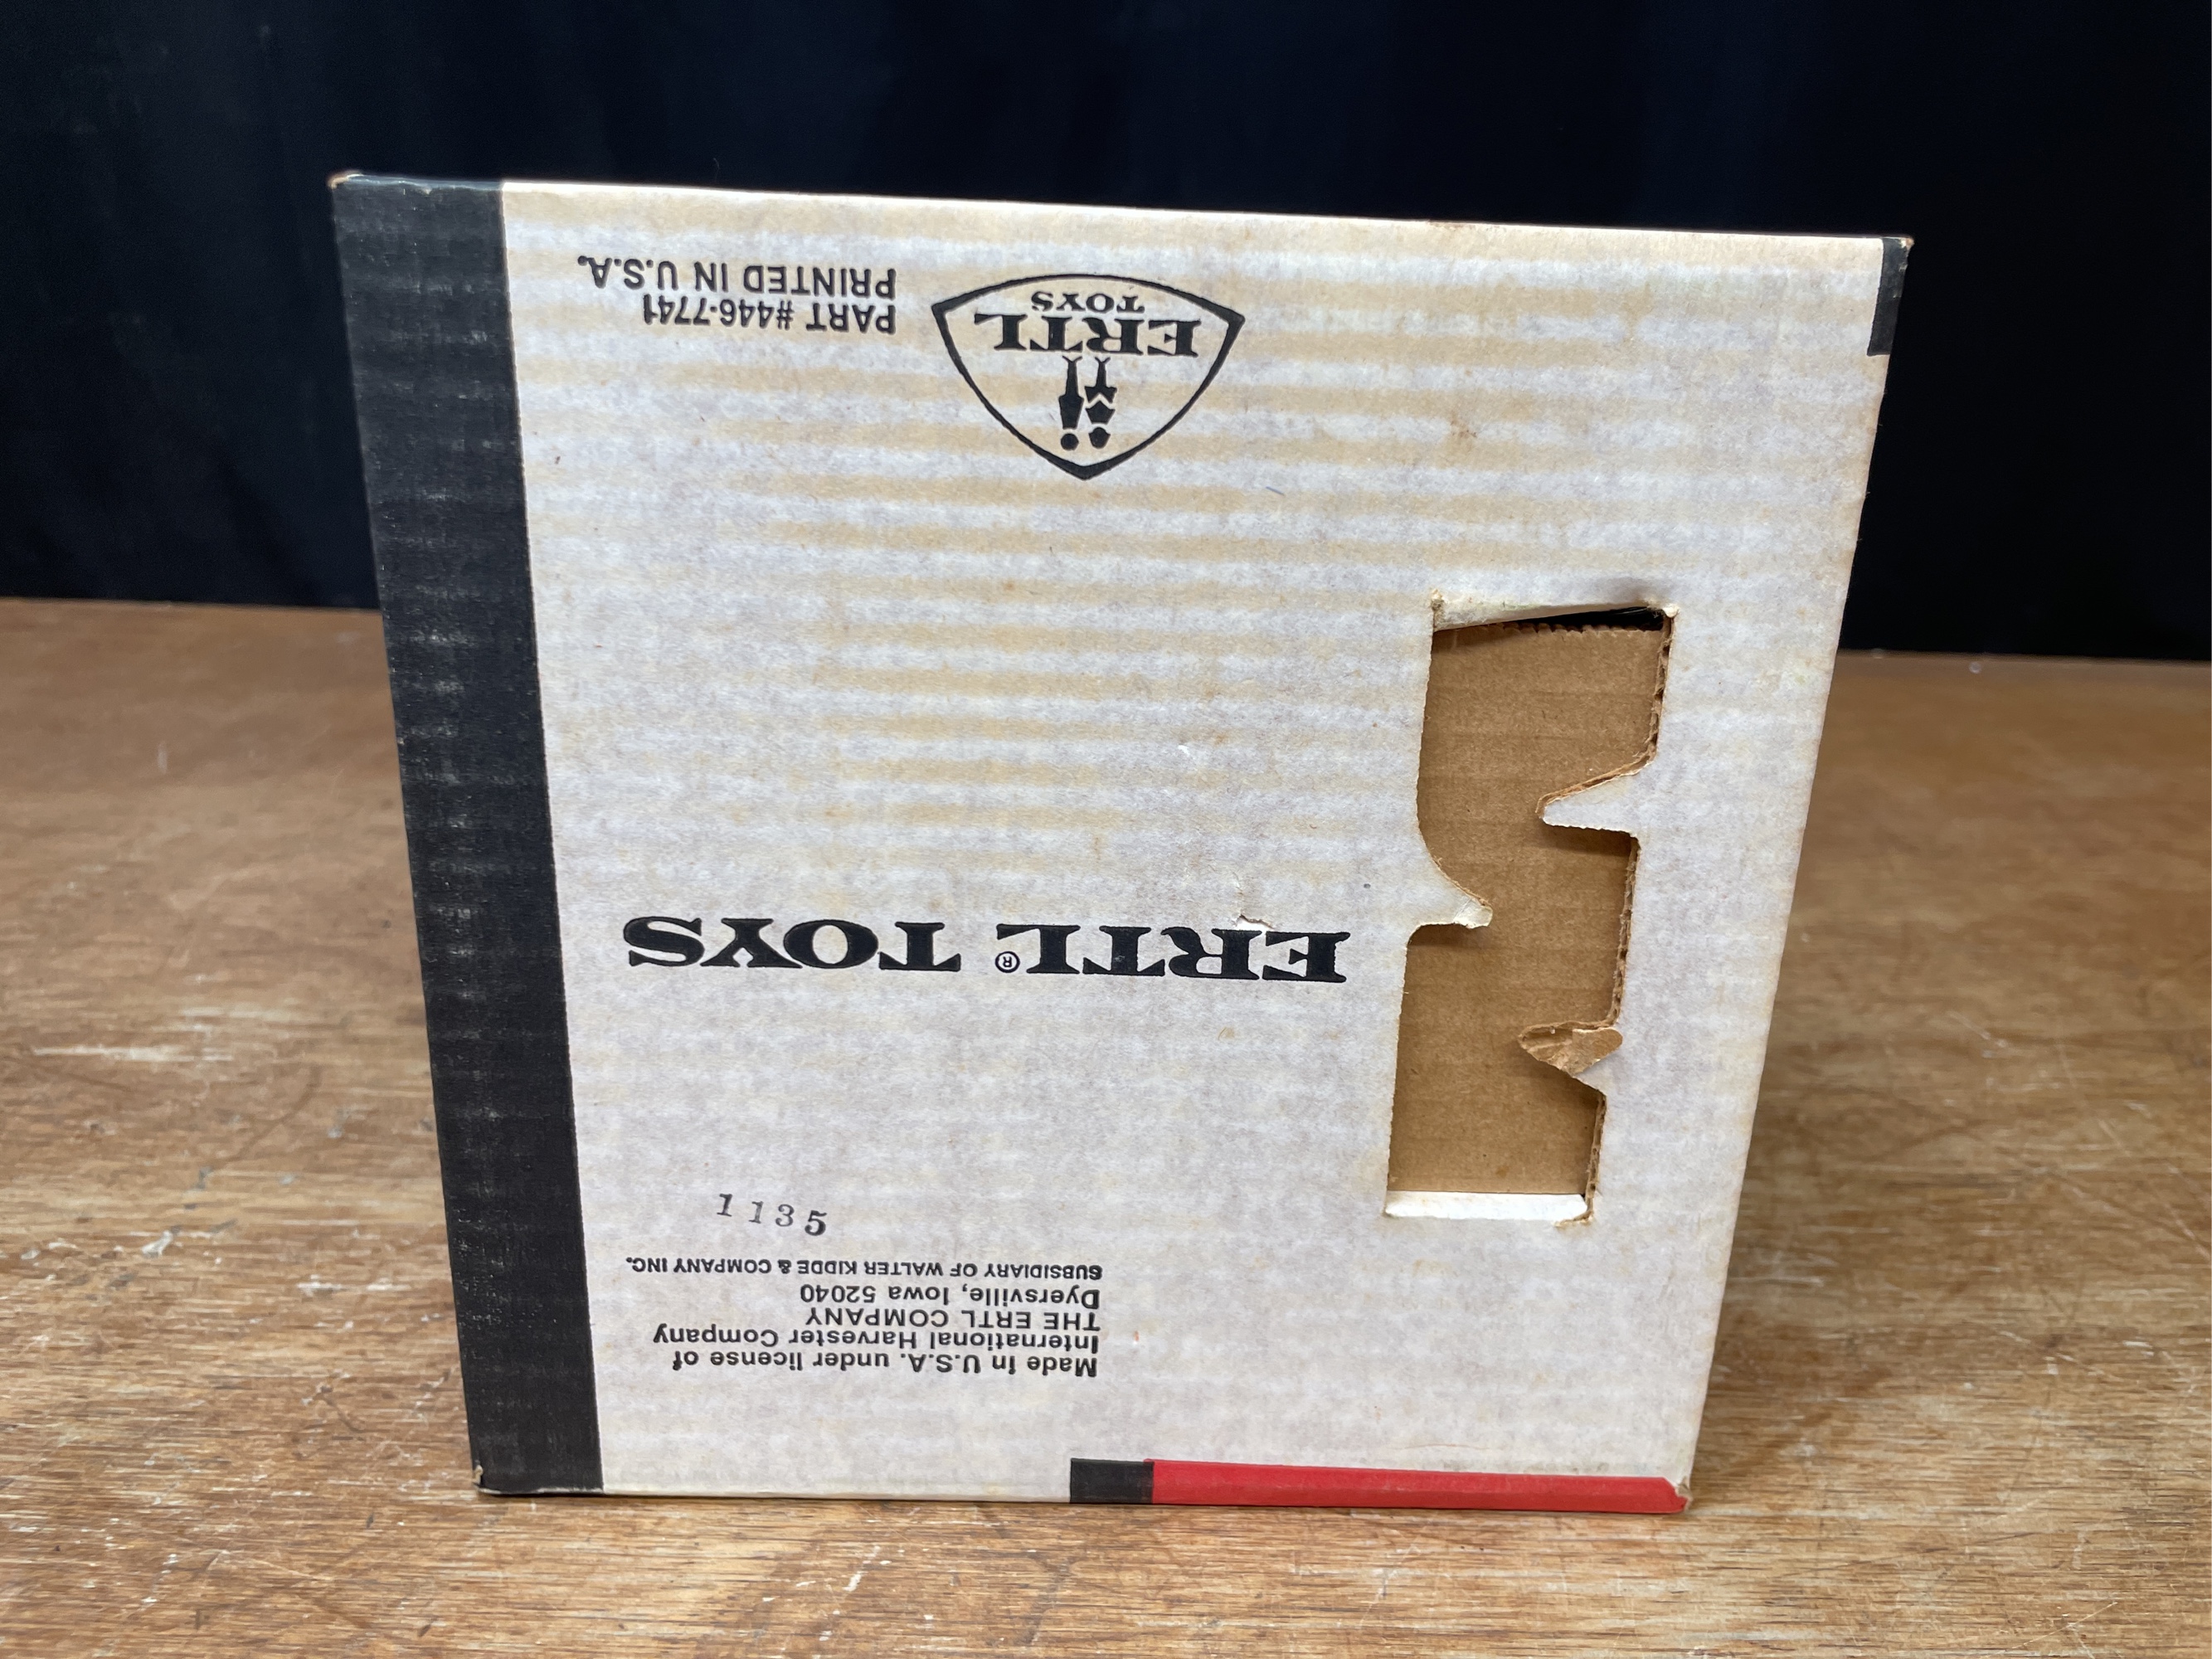 Made in U.S.A. under license of
International Harvester Company
THE ERTL COMPANY
Dyersville, Iowa 52040
SUBSIDIARY OF WALTER KIDDE & COMPANY INC.
1135
ERTL® TOYS
ERTL
TOYS
PART #446-7741
PRINTED IN U.S.A.